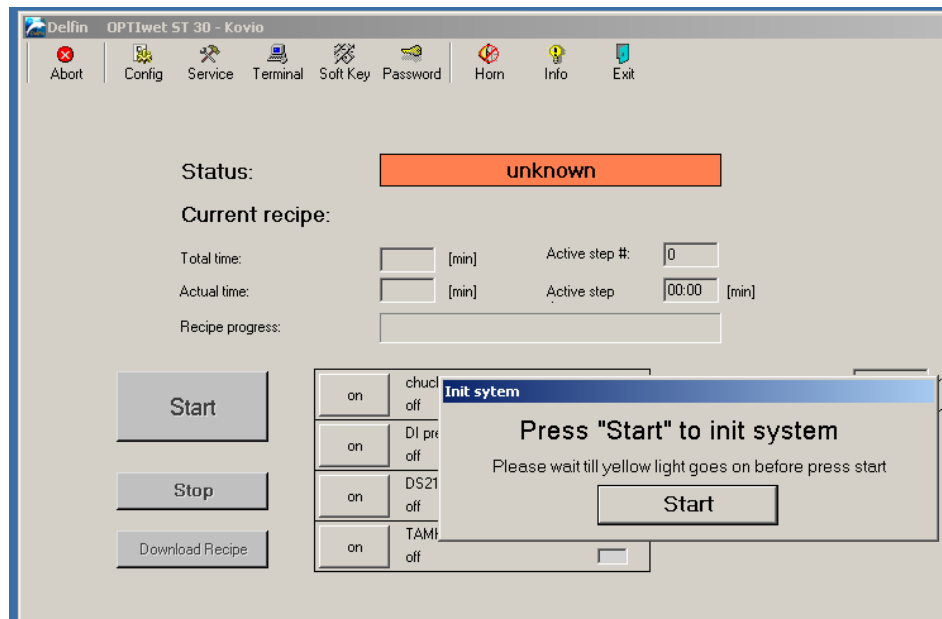 Delfin OPTIwet ST 30 - Kovio
Abort Config Service Terminal Soft Key Password Horn Info Exit
Status: unknown
Current recipe:
Total time: [min] Active step #: 0
Actual time: [min] Active step 00:00 [min]
Recipe progress:
Start
Stop
Download Recipe
on
off
on
DI
off
on
off
on
off
Init sytem
Press "Start" to init system
Please wait till yellow light goes on before press start
Start